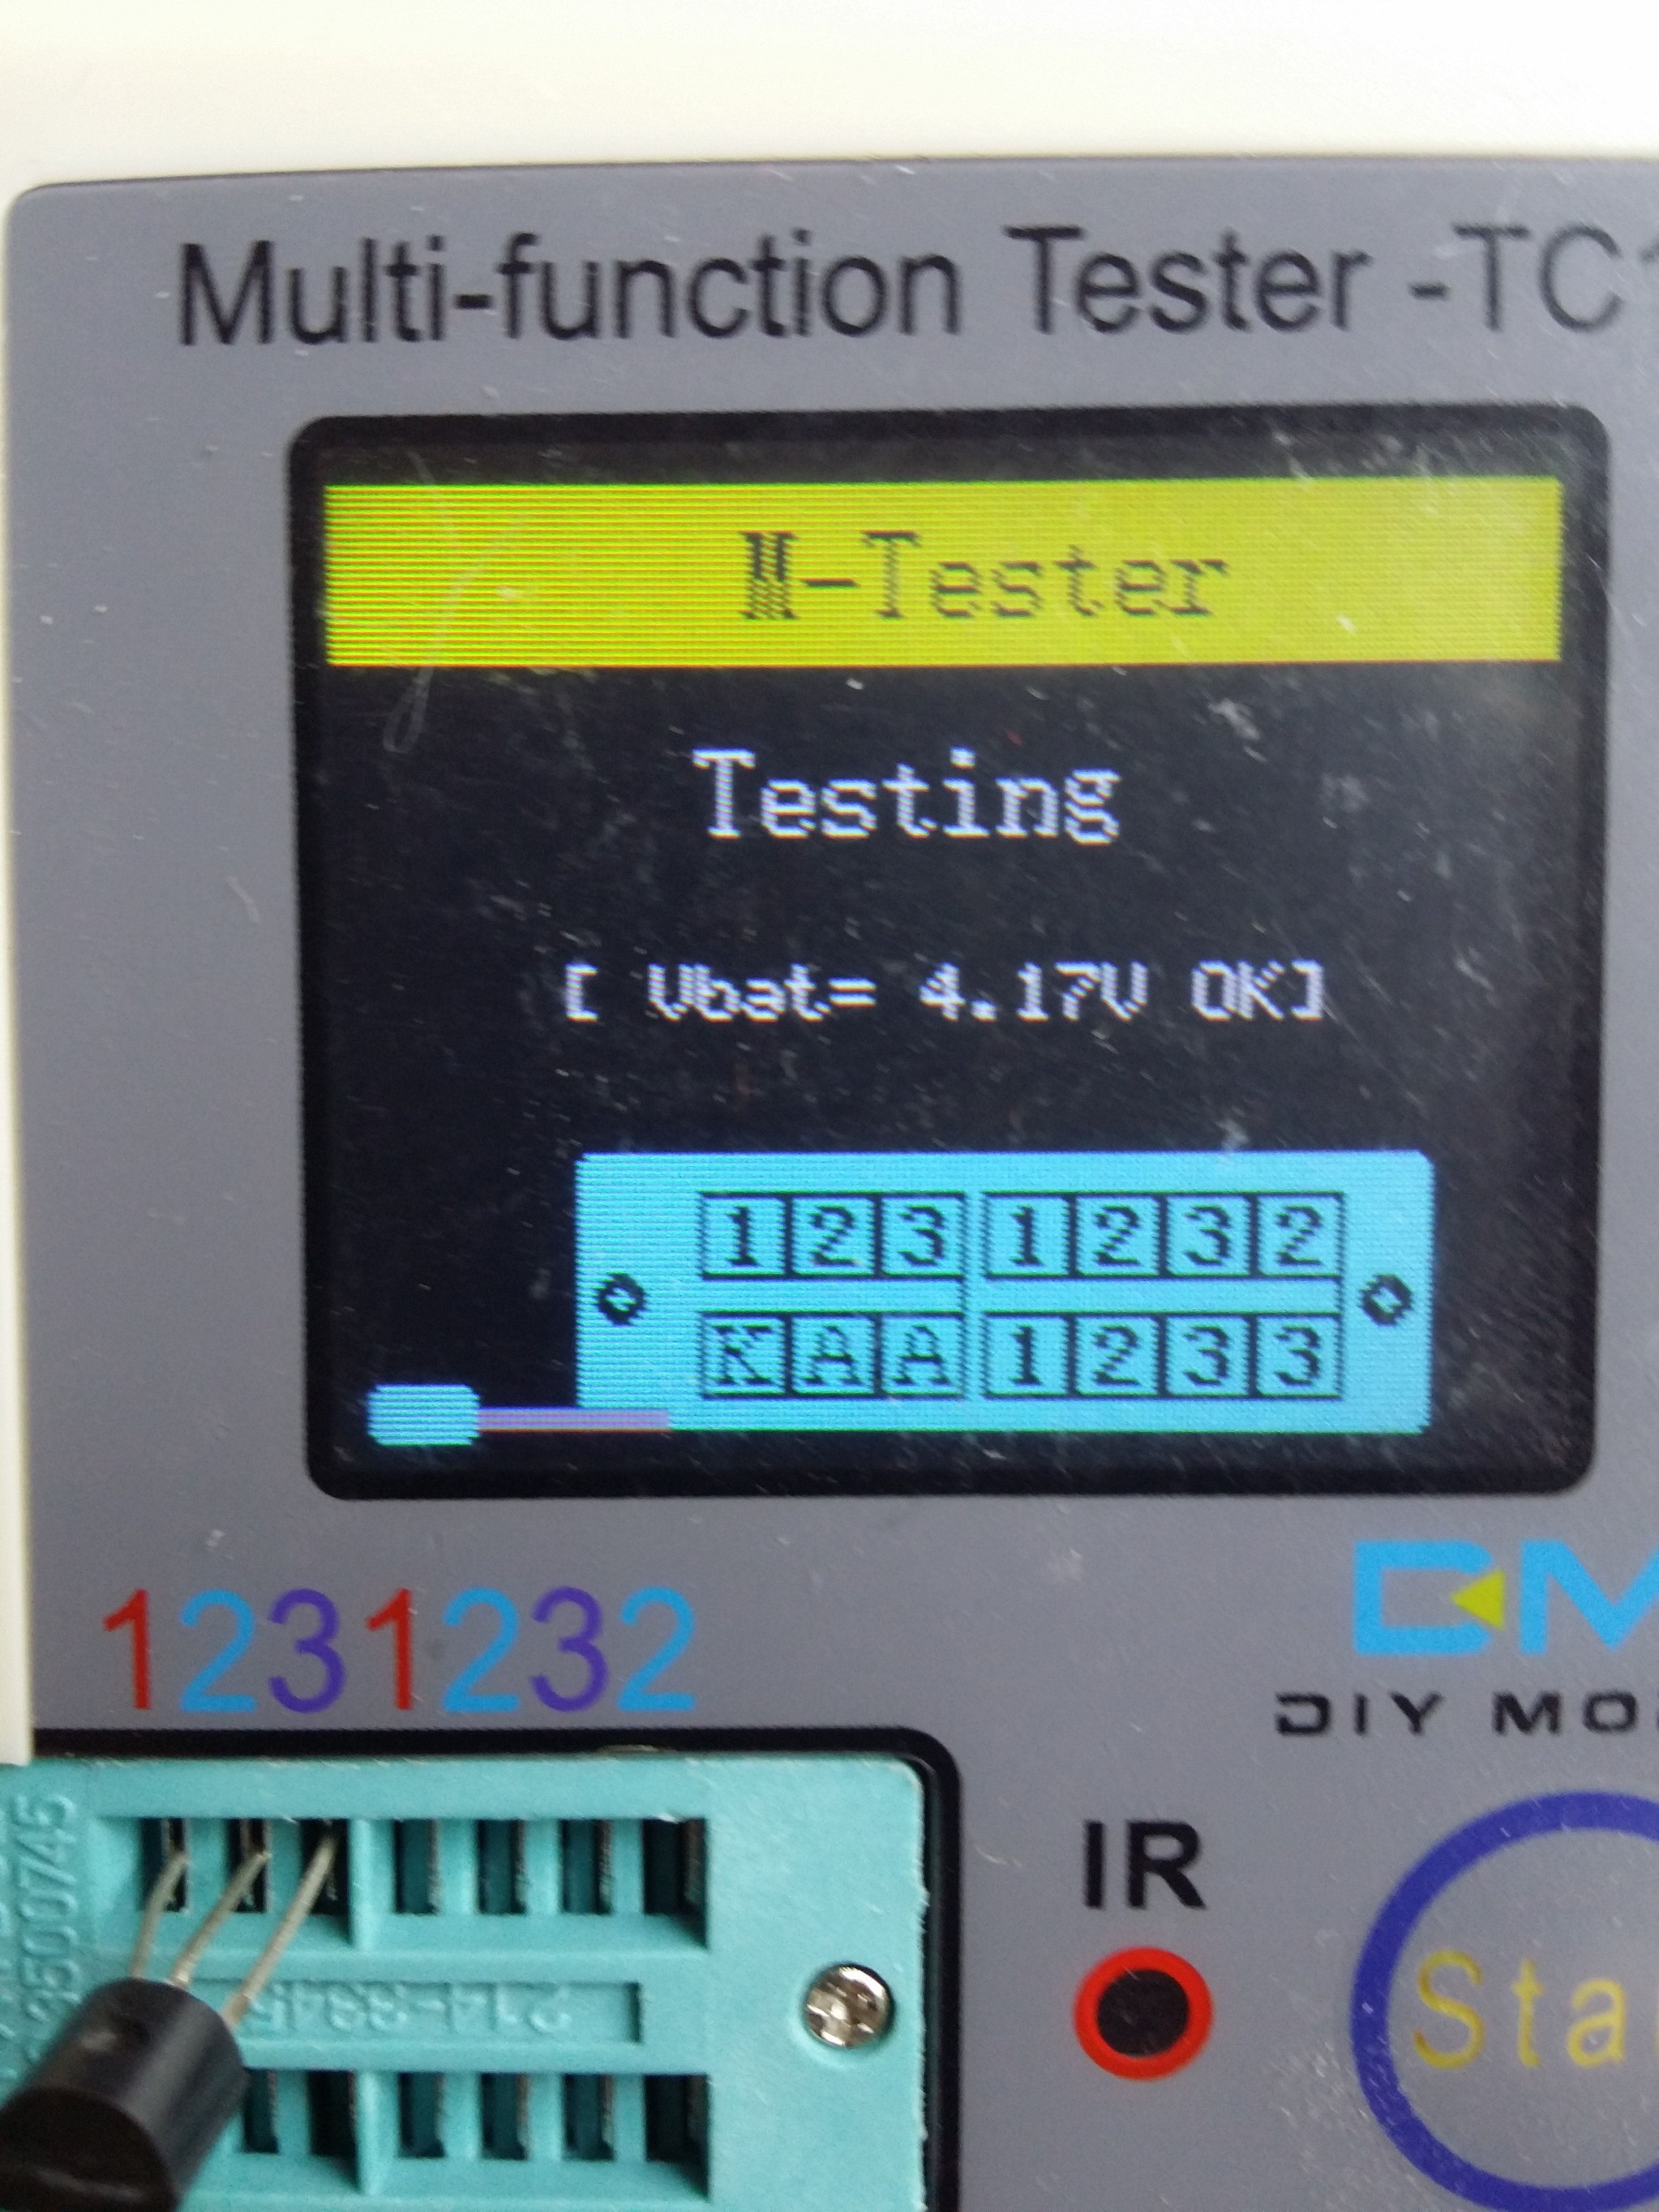 Multi-function Tester -TC1
M-Tester
Testing
[ Vbat= 4.17V OK]
1 2 3 1 2 3 2
K A A 1 2 3 3
1231232
DIY MO
IR
Sta